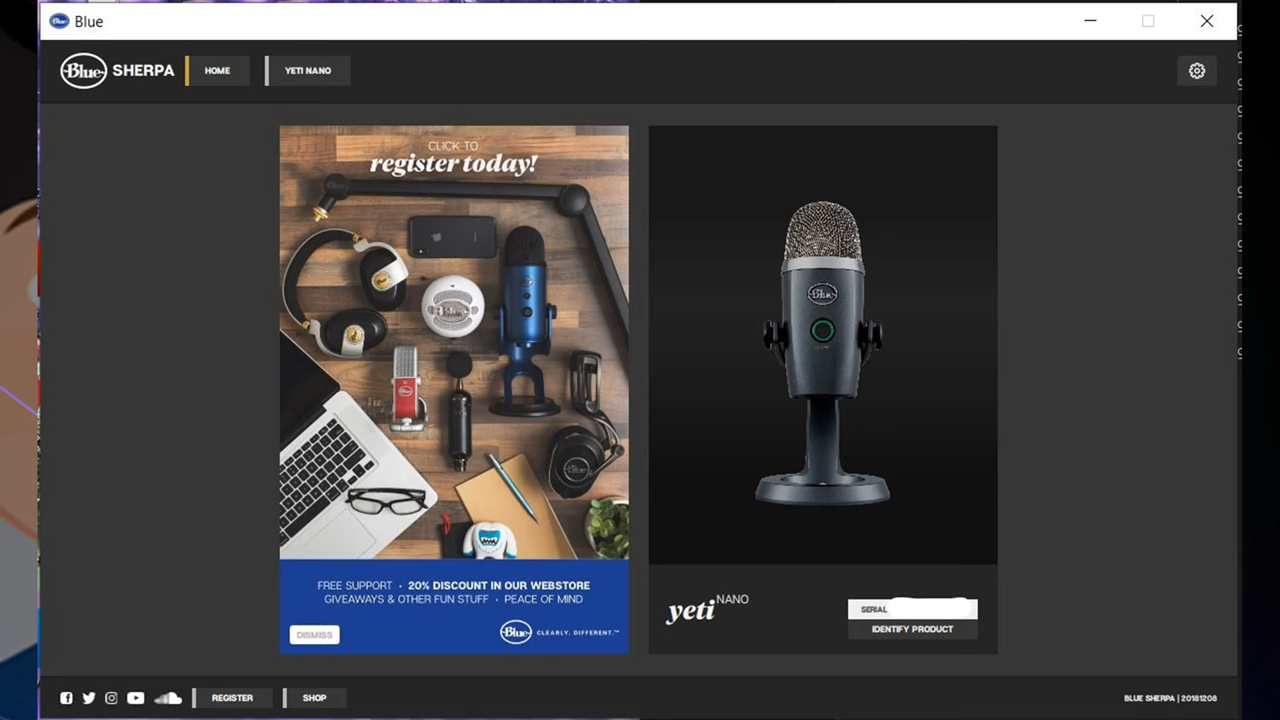 Blue
Blue SHERPA
HOME
YETI NANO
CLICK TO
register today!
Blue
FREE SUPPORT · 20% DISCOUNT IN OUR WEBSTORE
GIVEAWAYS & OTHER FUN STUFF · PEACE OF MIND
DISMISS
Blue CLEARLY. DIFFERENT.™
Blue
yeti NANO
SERIAL
IDENTIFY PRODUCT
REGISTER
SHOP
BLUE SHERPA | 20181208